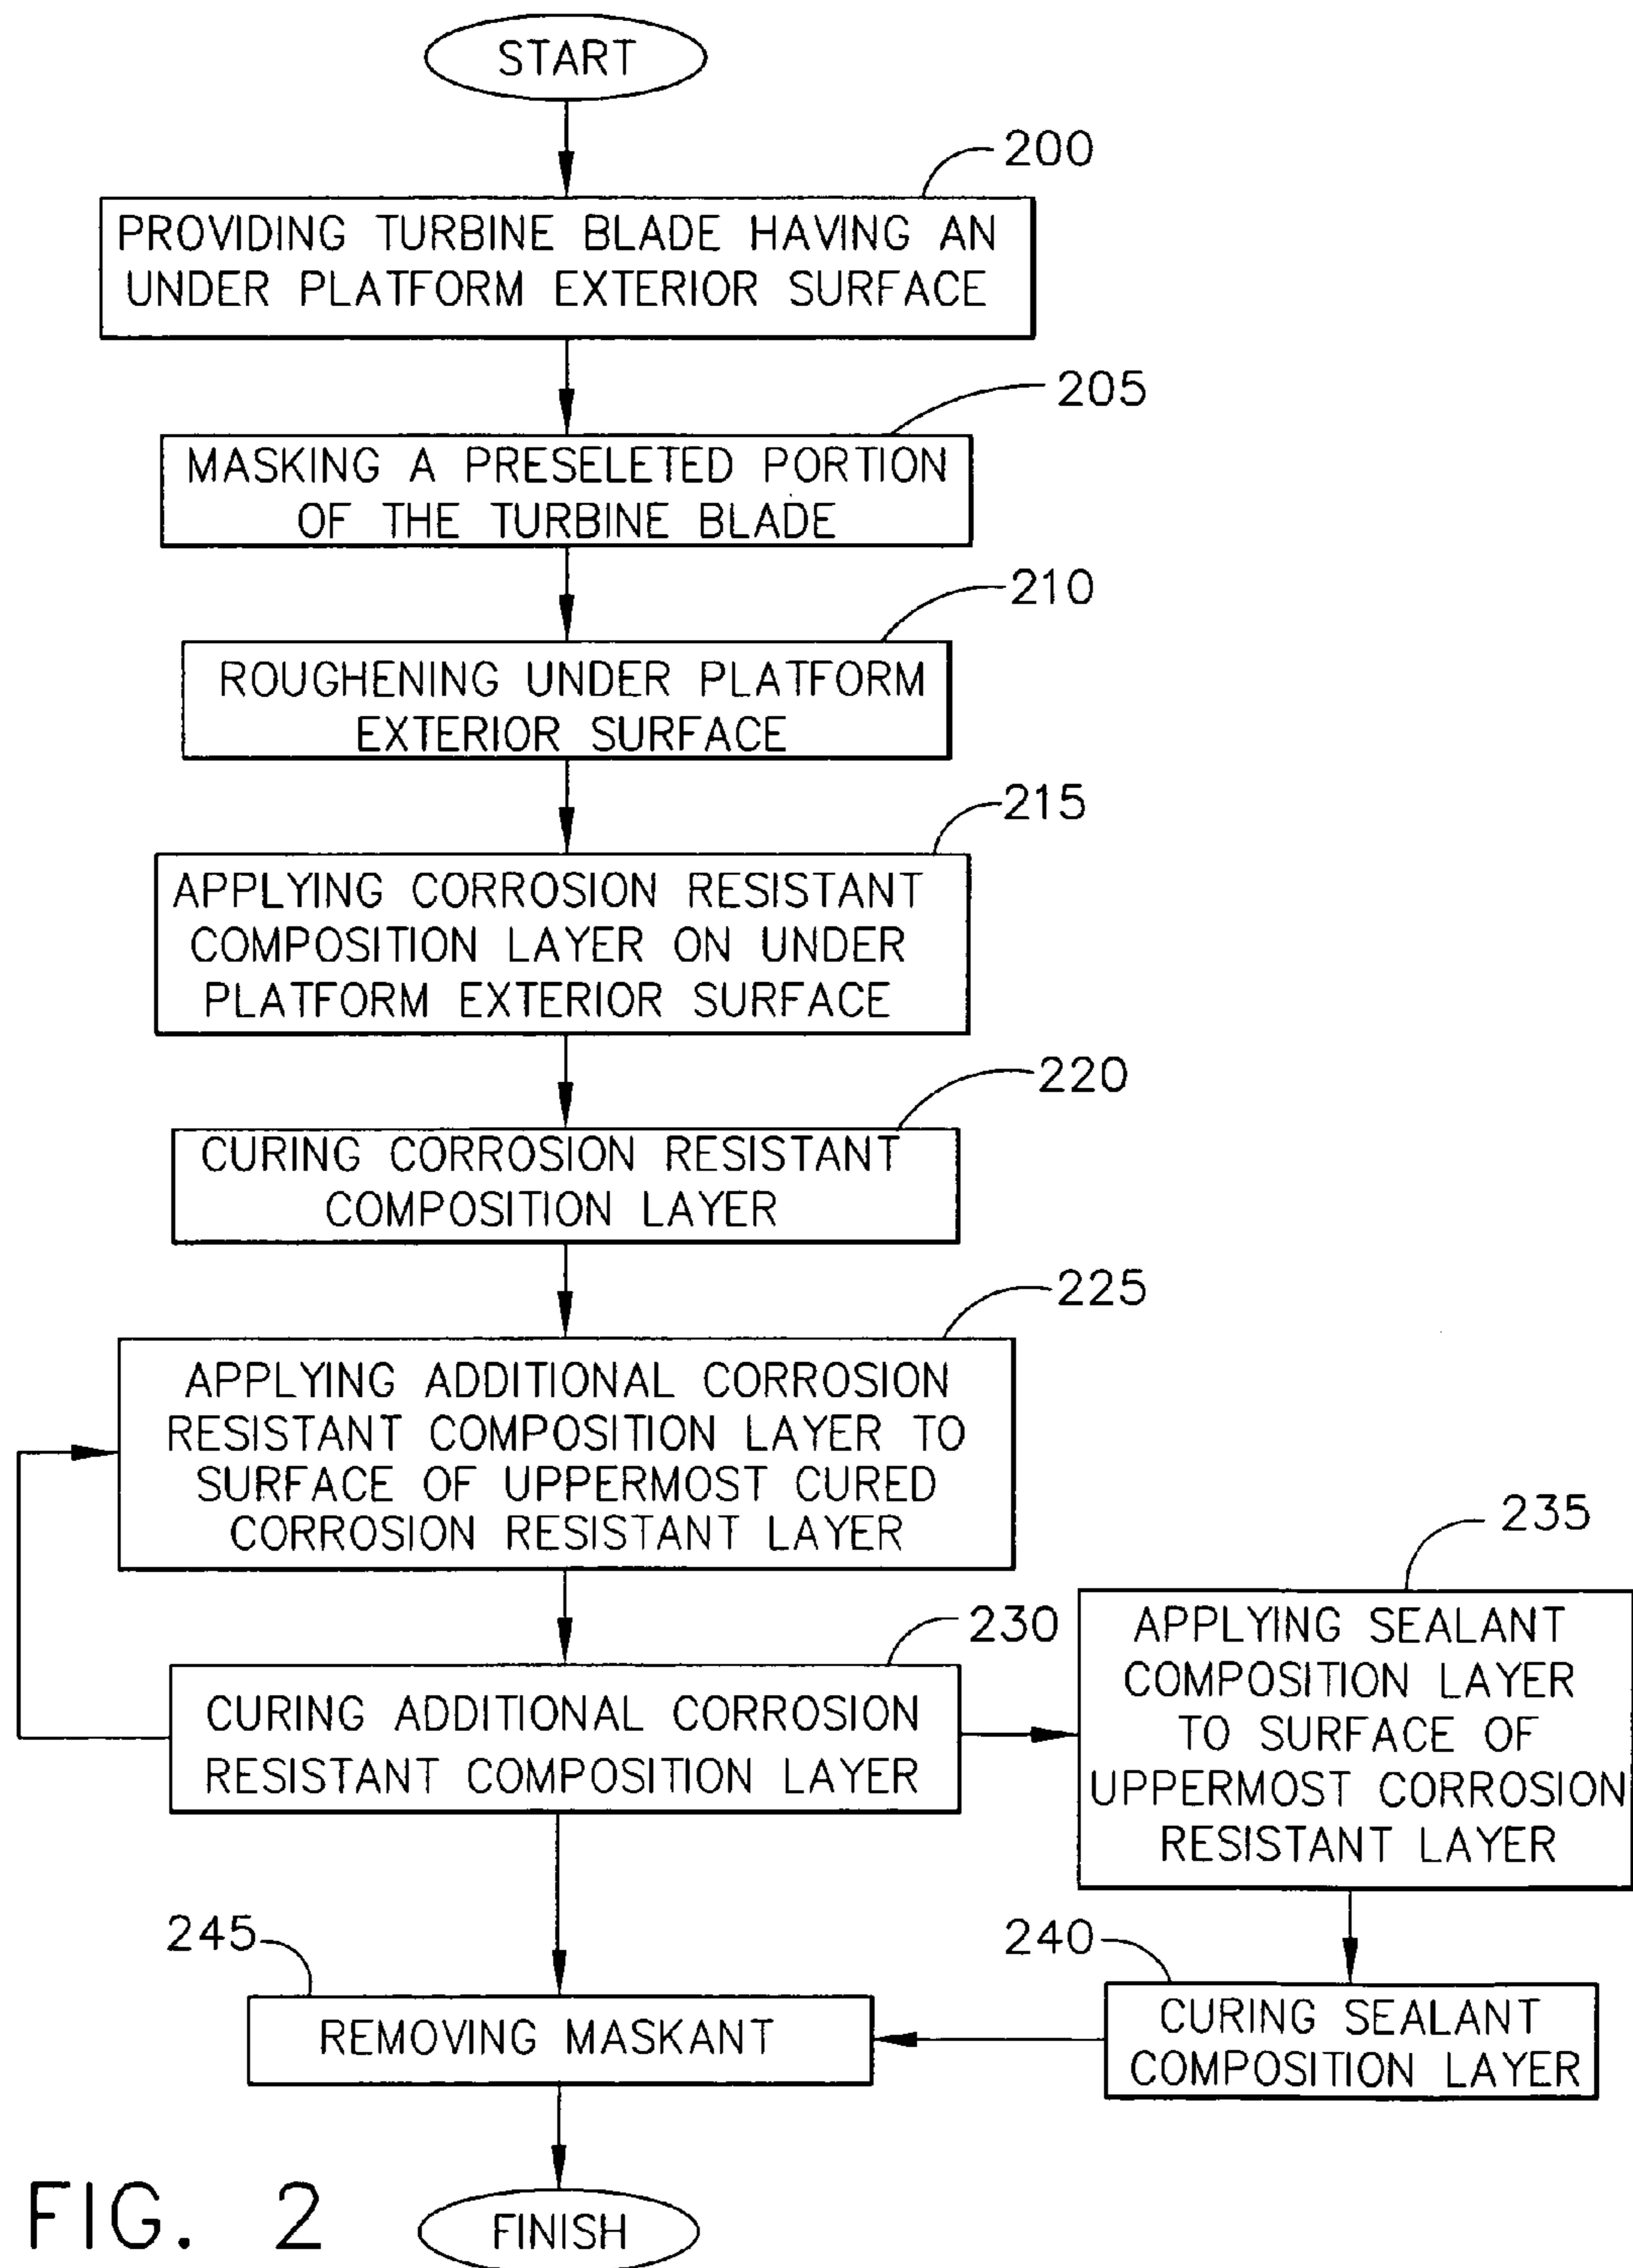 START
200
PROVIDING TURBINE BLADE HAVING AN
UNDER PLATFORM EXTERIOR SURFACE
205
MASKING A PRESELETED PORTION
OF THE TURBINE BLADE
210
ROUGHENING UNDER PLATFORM
EXTERIOR SURFACE
215
APPLYING CORROSION RESISTANT
COMPOSITION LAYER ON UNDER
PLATFORM EXTERIOR SURFACE
220
CURING CORROSION RESISTANT
COMPOSITION LAYER
225
APPLYING ADDITIONAL CORROSION
RESISTANT COMPOSITION LAYER TO
SURFACE OF UPPERMOST CURED
CORROSION RESISTANT LAYER
230
CURING ADDITIONAL CORROSION
RESISTANT COMPOSITION LAYER
235
APPLYING SEALANT
COMPOSITION LAYER
TO SURFACE OF
UPPERMOST CORROSION
RESISTANT LAYER
240
CURING SEALANT
COMPOSITION LAYER
245
REMOVING MASKANT
FINISH
FIG. 2